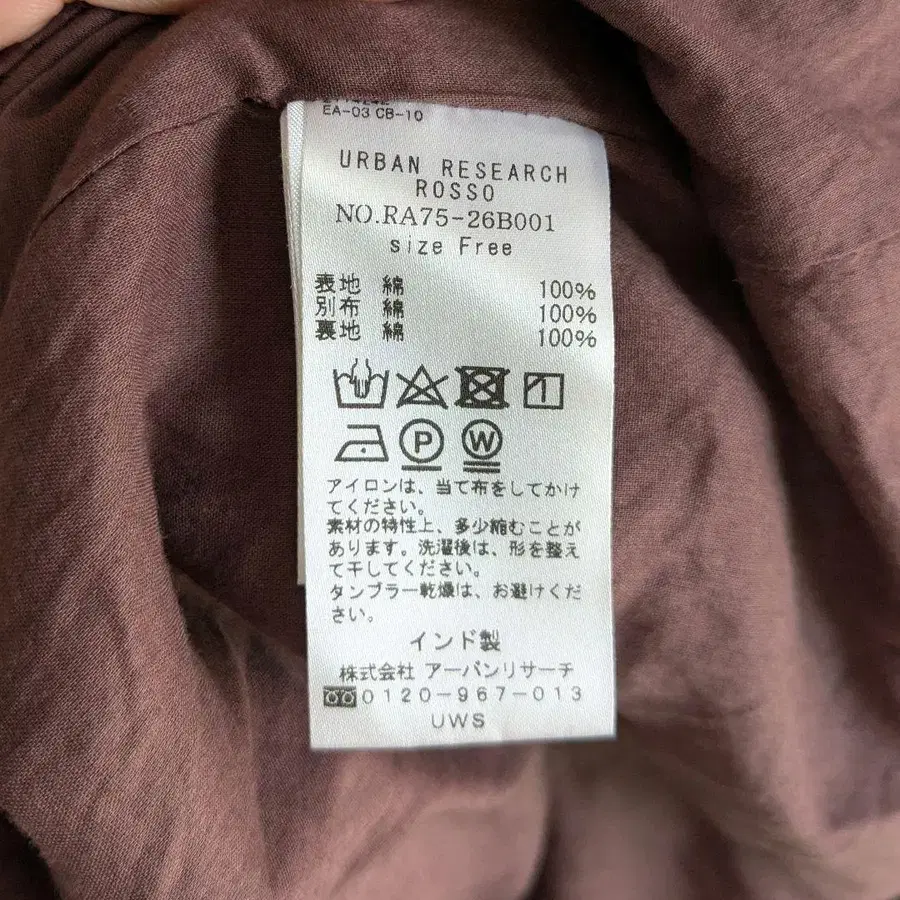 EA-03 CB-10
URBAN RESEARCH
ROSSO
NO.RA75-26B001
size Free
表地 綿 100%
別布 綿 100%
裏地 綿 100%
P W
アイロンは、当て布をしてかけ
てください。
素材の特性上、多少縮むことが
あります。洗濯後は、形を整え
て干してください。
タンブラー乾燥は、お避けくだ
さい。
インド製
株式会社 アーバンリサーチ
0120-967-013
UWS